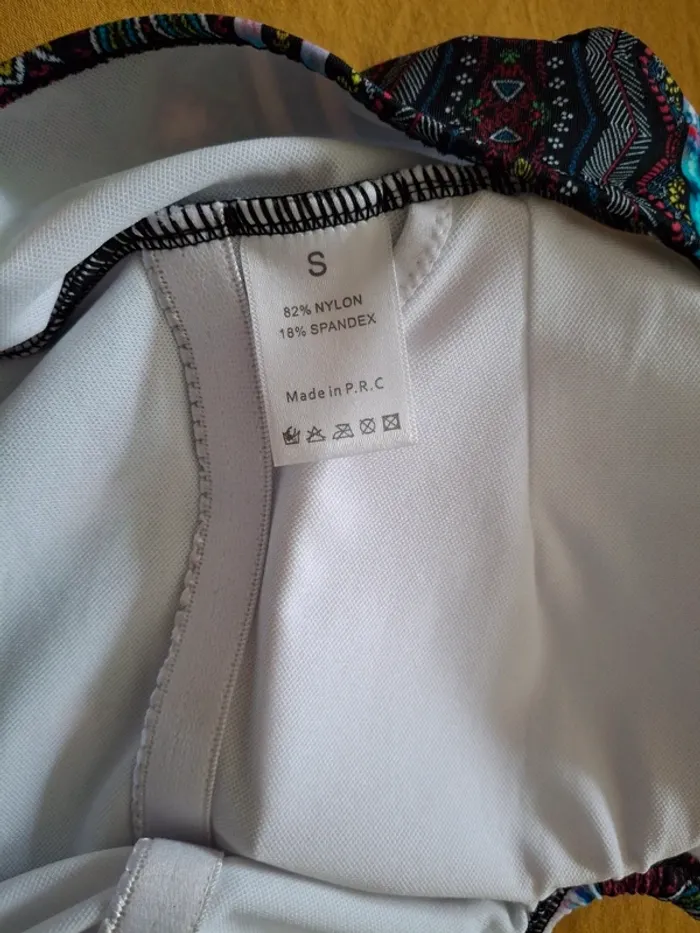 S
82% NYLON
18% SPANDEX
Made in P.R.C